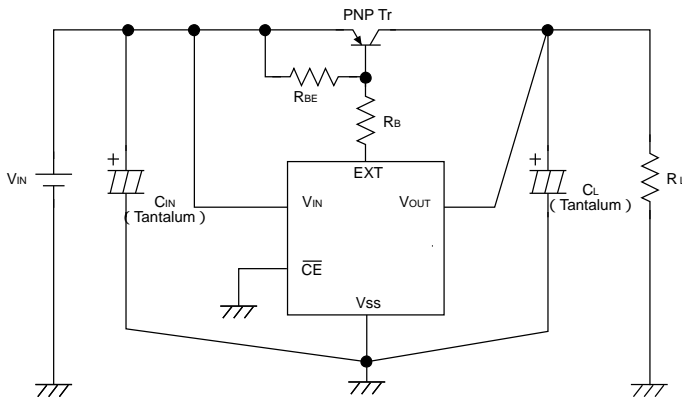 PNP Tr
RBE
RB
EXT
+
+
VIN
CIN
( Tantalum )
VIN
VOUT
CL
( Tantalum )
RL
CE
Vss